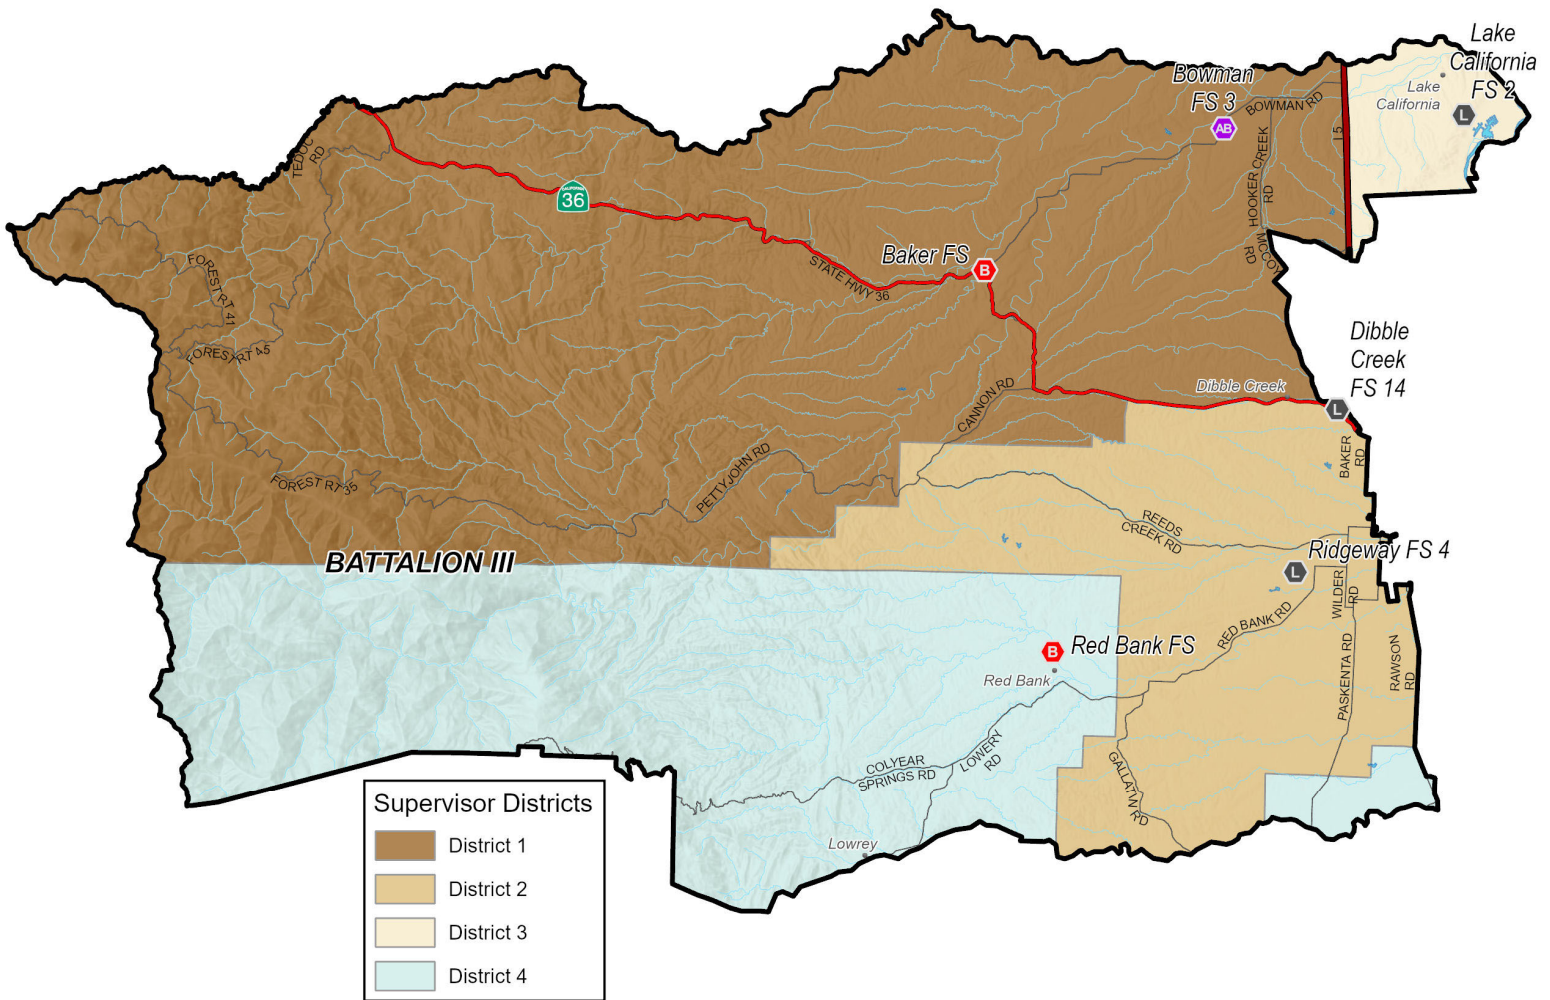 Lake
California
FS 2
Lake
California
Bowman
FS 3
AB
L
BOWMAN RD
I 5
TEDOC
RD
HOOKER CREEK
RD
CALIFORNIA
36
MCCOY
RD
Baker FS
B
STATE HWY 36
FOREST RT 41
FOREST RT 45
Dibble
Creek
FS 14
Dibble Creek
L
CANNON RD
BAKER
RD
PETTYJOHN RD
FOREST RT 35
REEDS
CREEK RD
BATTALION III
Ridgeway FS 4
L
WILDER
RD
RED BANK RD
B
Red Bank FS
Red Bank
PASKENTA RD
RAWSON
RD
COLYEAR
SPRINGS RD
LOWERY
RD
GALLATIN RD
Lowrey
Supervisor Districts
District 1
District 2
District 3
District 4